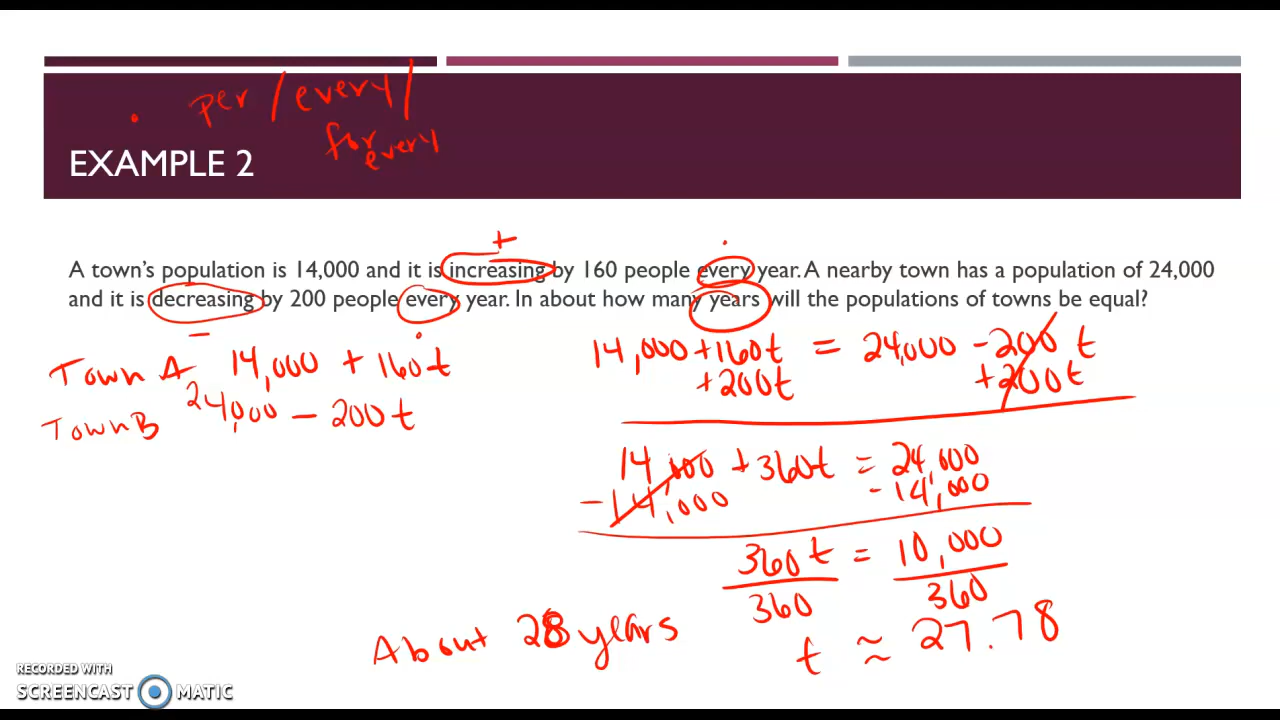 • per / every /
for every
EXAMPLE 2
+ •
A town's population is 14,000 and it is increasing by 160 people every year. A nearby town has a population of 24,000
and it is decreasing by 200 people every year. In about how many years will the populations of towns be equal?
− •
Town A 14,000 + 160t
Town B 24,000 − 200t
14,000 + 160t = 24,000 − 200t
+200t +200t
14,000 + 360t = 24,000
−14,000 -14,000
360t = 10,000
360 360
t ≈ 27.78
About 28 years
RECORDED WITH
SCREENCAST MATIC